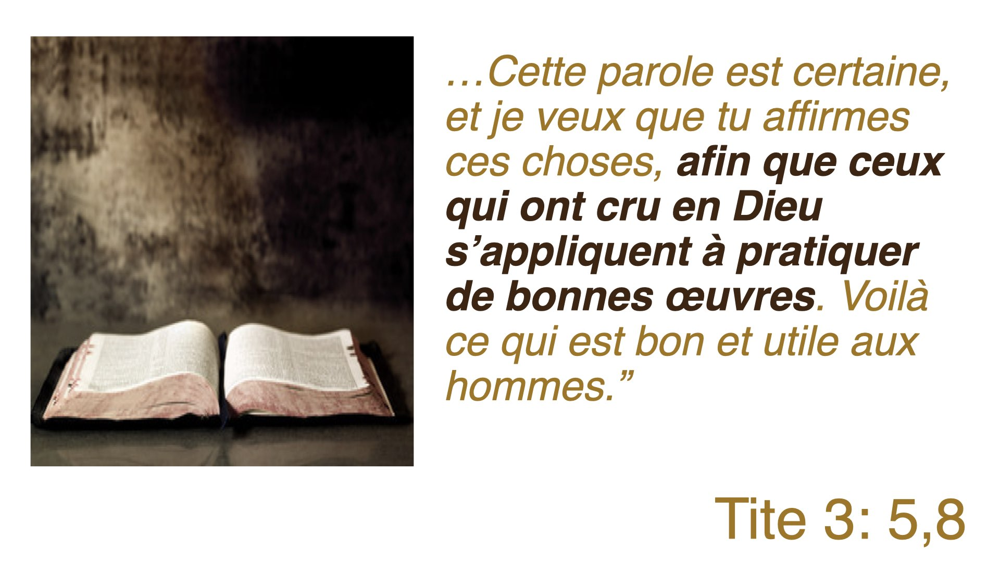 …Cette parole est certaine,
et je veux que tu affirmes
ces choses, afin que ceux
qui ont cru en Dieu
s’appliquent à pratiquer
de bonnes œuvres. Voilà
ce qui est bon et utile aux
hommes.”
Tite 3: 5,8